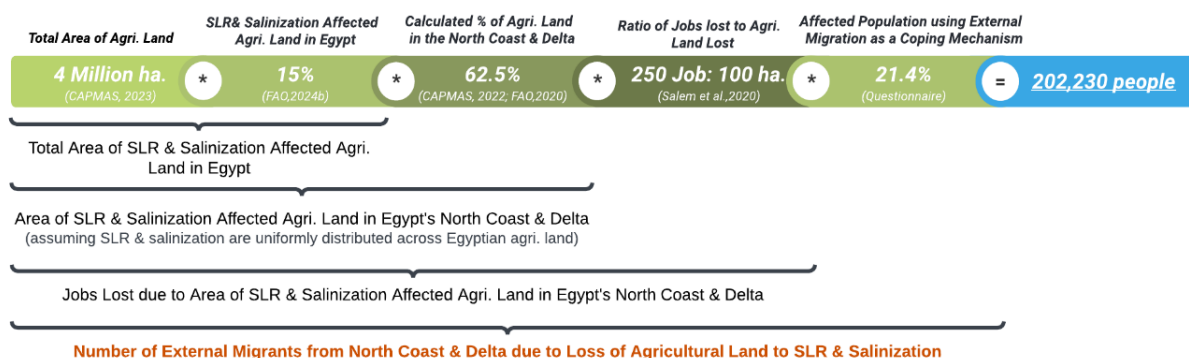 Total Area of Agri. Land
SLR& Salinization Affected
Agri. Land in Egypt
Calculated % of Agri. Land
in the North Coast & Delta
Ratio of Jobs lost to Agri.
Land Lost
Affected Population using External
Migration as a Coping Mechanism
4 Million ha.
(CAPMAS, 2023)
*
15%
(FAO,2024b)
*
62.5%
(CAPMAS, 2022; FAO,2020)
*
250 Job: 100 ha.
(Salem et al.,2020)
*
21.4%
(Questionnaire)
=
202,230 people
Total Area of SLR & Salinization Affected Agri.
Land in Egypt
Area of SLR & Salinization Affected Agri. Land in Egypt's North Coast & Delta
(assuming SLR & salinization are uniformly distributed across Egyptian agri. land)
Jobs Lost due to Area of SLR & Salinization Affected Agri. Land in Egypt's North Coast & Delta
Number of External Migrants from North Coast & Delta due to Loss of Agricultural Land to SLR & Salinization